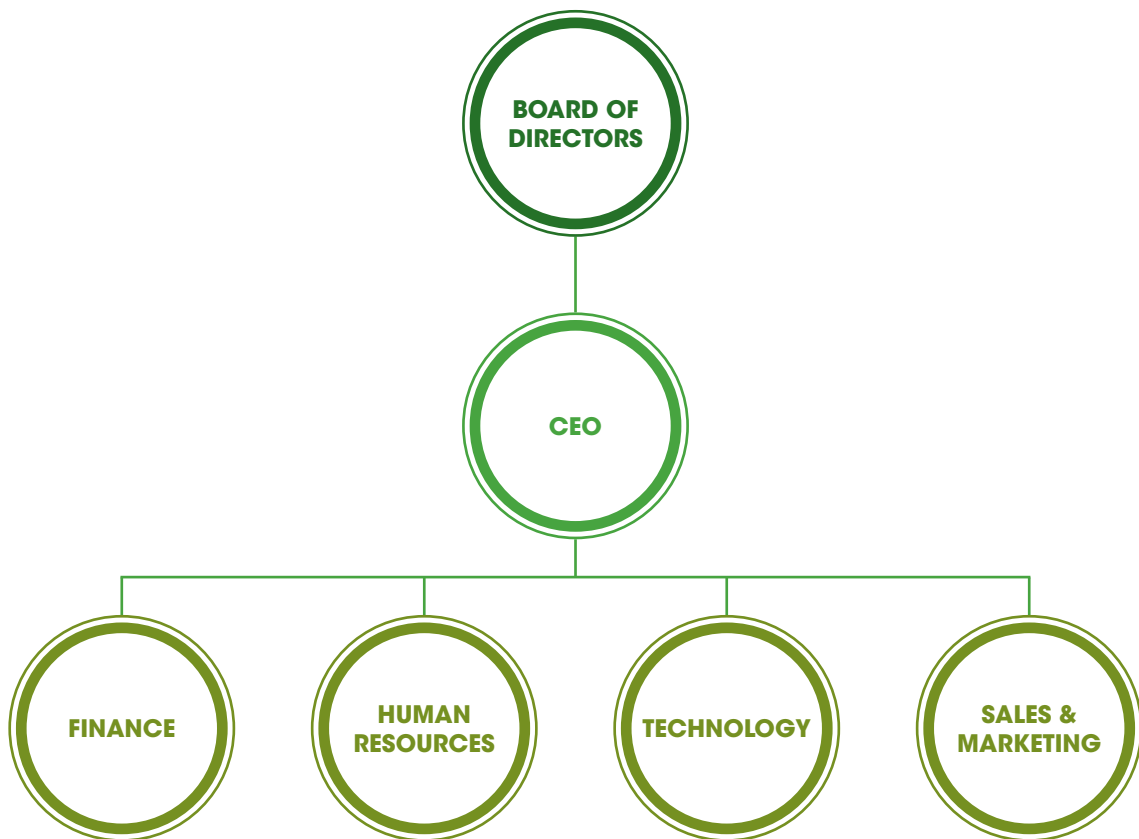 BOARD OF
DIRECTORS
CEO
FINANCE
HUMAN
RESOURCES
TECHNOLOGY
SALES &
MARKETING